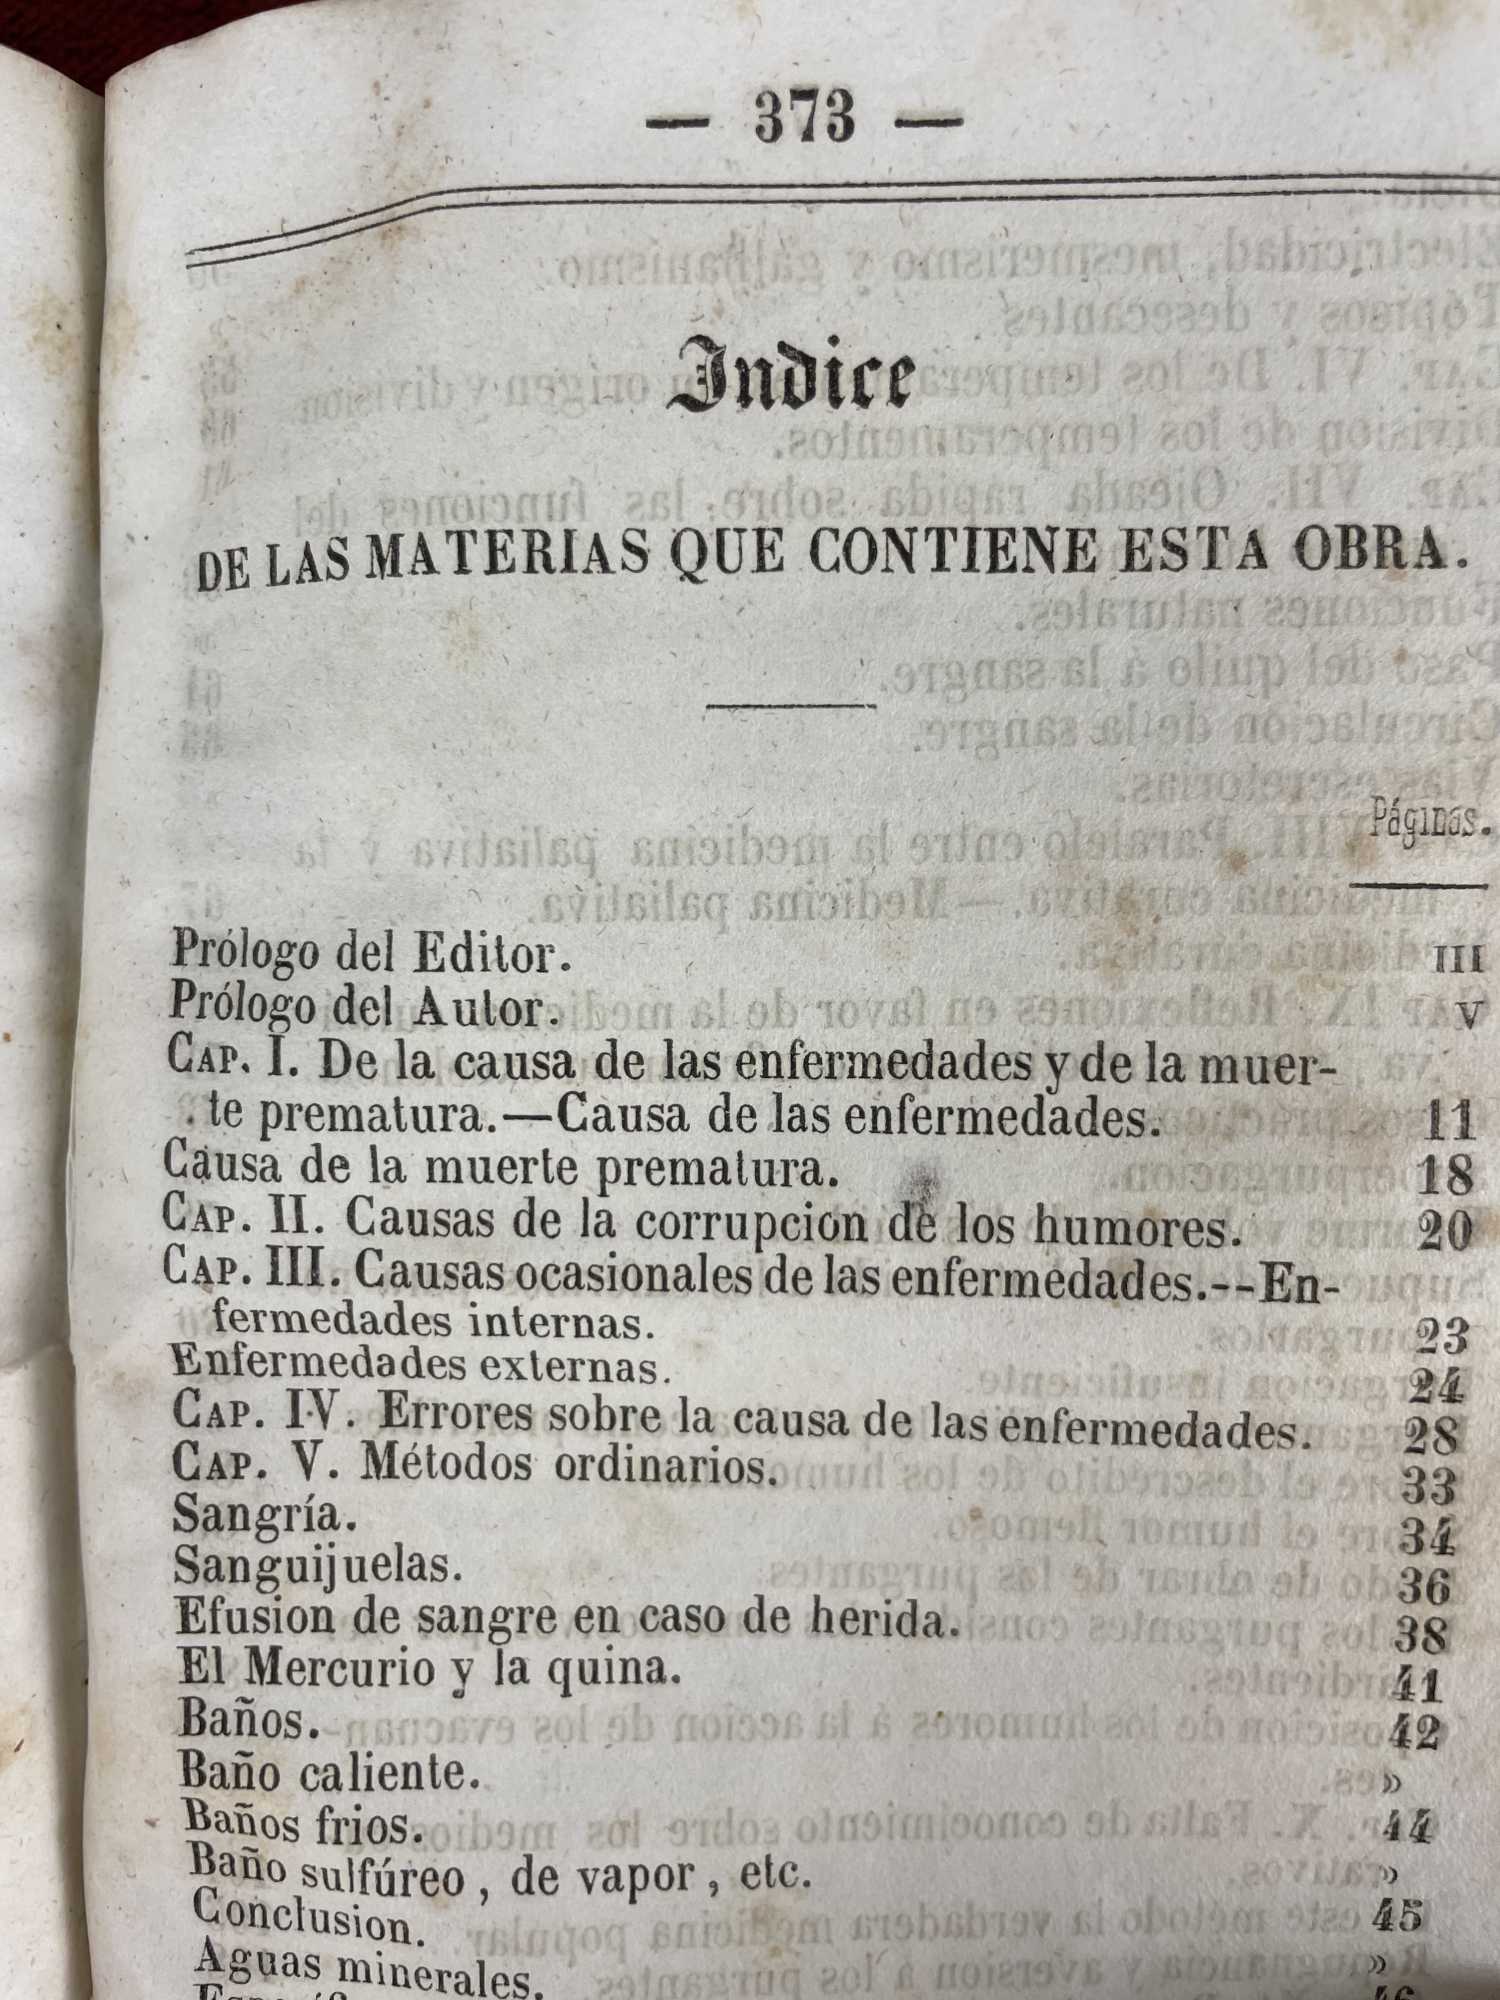 — 373 —
Indice
DE LAS MATERIAS QUE CONTIENE ESTA OBRA.
Páginas.
Prólogo del Editor. III
Prólogo del Autor. V
CAP. I. De la causa de las enfermedades y de la muer-
te prematura.—Causa de las enfermedades. 11
Causa de la muerte prematura. 18
CAP. II. Causas de la corrupcion de los humores. 20
CAP. III. Causas ocasionales de las enfermedades.--En-
fermedades internas. 23
Enfermedades externas. 24
CAP. IV. Errores sobre la causa de las enfermedades. 28
CAP. V. Métodos ordinarios. 33
Sangría. 34
Sanguijuelas. 36
Efusion de sangre en caso de herida. 38
El Mercurio y la quina. 41
Baños. 42
Baño caliente. »
Baños frios. 44
Baño sulfúreo, de vapor, etc. »
Conclusion. 45
Aguas minerales. »
46